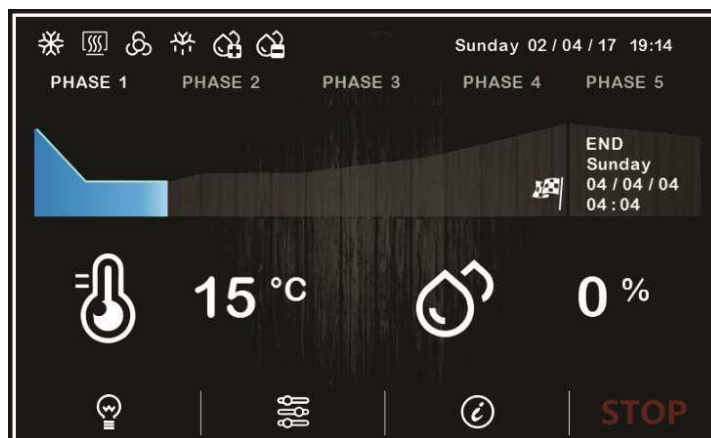 Sunday 02 / 04 / 17 19:14
PHASE 1 PHASE 2 PHASE 3 PHASE 4 PHASE 5
END
Sunday
04 / 04 / 04
04 : 04
15 °C 0 %
STOP